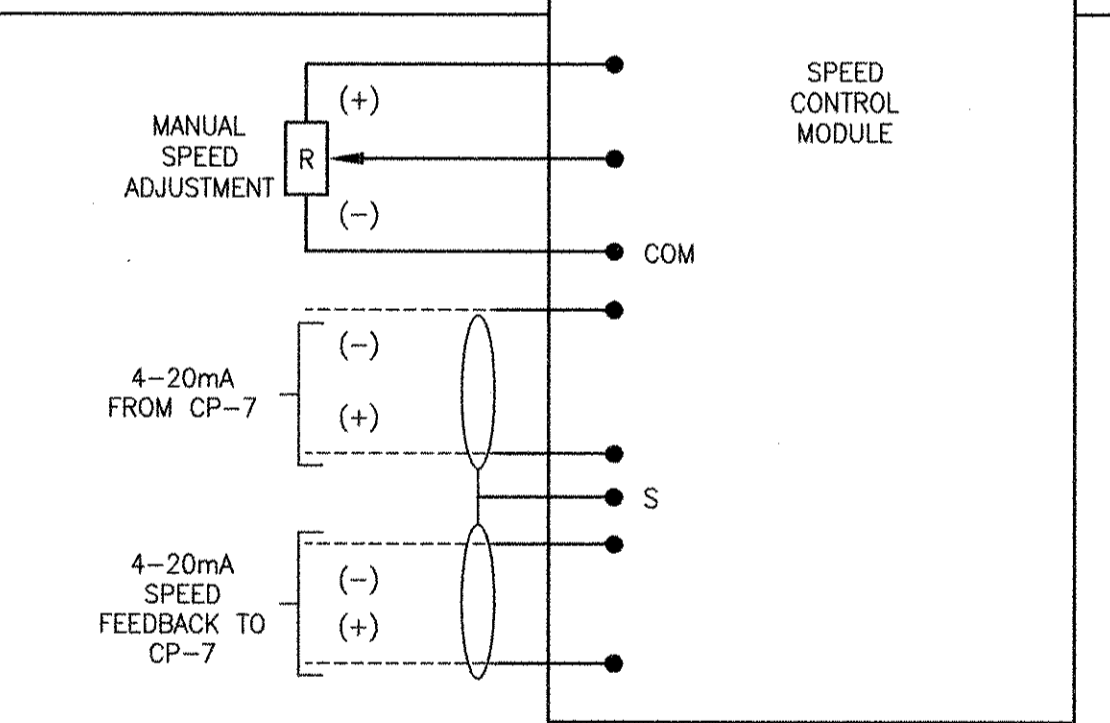 SPEED
CONTROL
MODULE
(+)
MANUAL
SPEED
ADJUSTMENT
R
(-)
COM
(-)
4-20mA
FROM CP-7
(+)
S
4-20mA
SPEED
FEEDBACK TO
CP-7
(-)
(+)